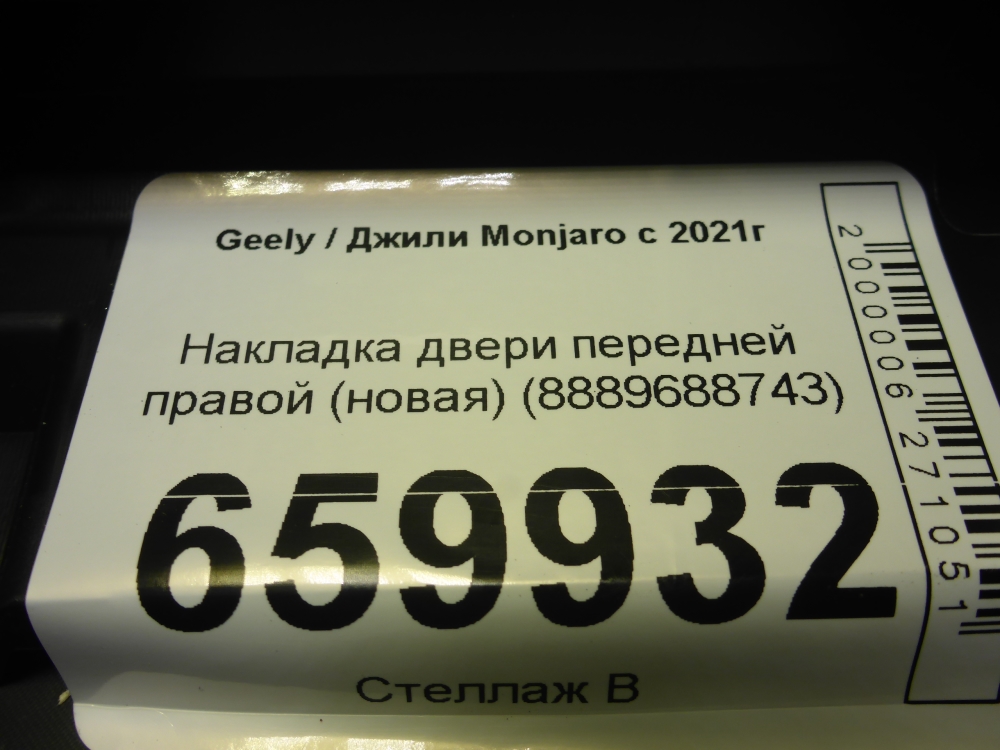 Geely / Джили Monjaro с 2021г
Накладка двери передней
правой (новая) (8889688743)
659932
Стеллаж В
2000006271051